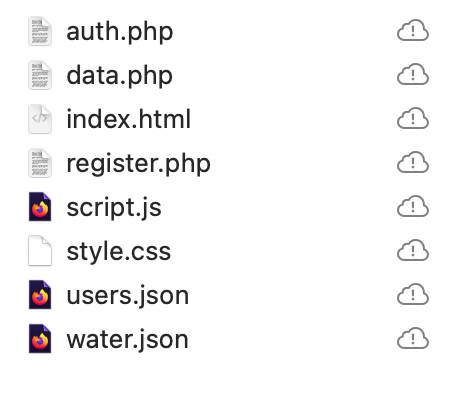 auth.php
data.php
index.html
register.php
script.js
style.css
users.json
water.json